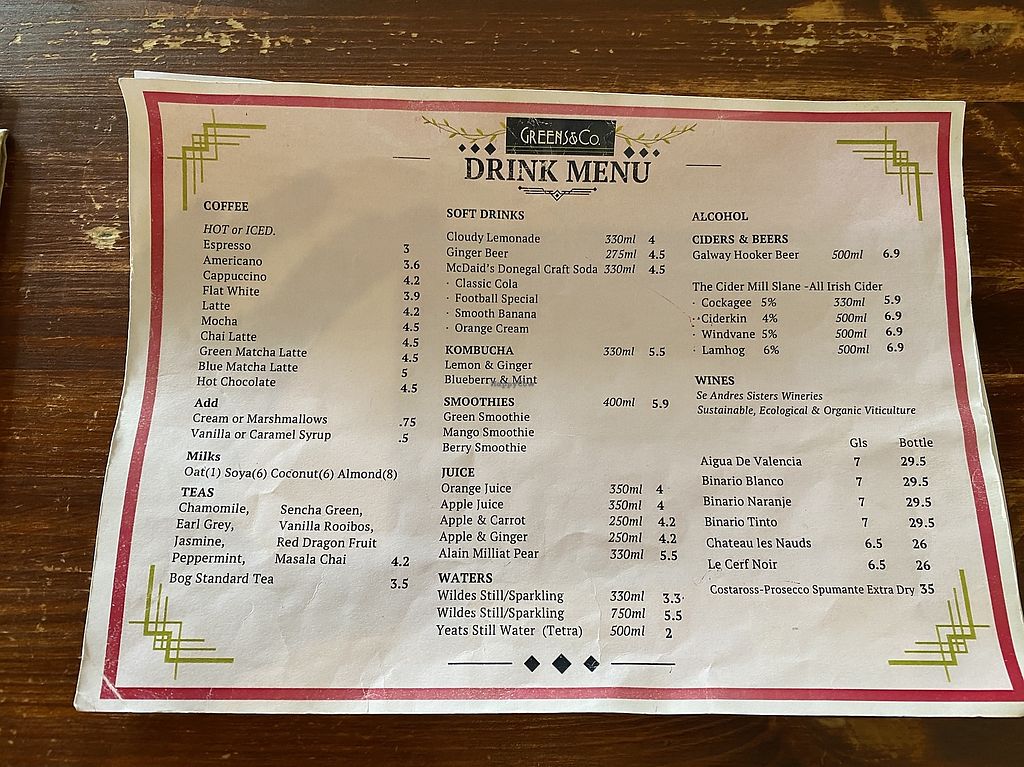 GREENS&CO.
DRINK MENU
COFFEE
HOT or ICED.
Espresso 3
Americano 3.6
Cappuccino 4.2
Flat White 3.9
Latte 4.2
Mocha 4.5
Chai Latte 4.5
Green Matcha Latte 4.5
Blue Matcha Latte 5
Hot Chocolate 4.5
Add
Cream or Marshmallows .75
Vanilla or Caramel Syrup .5
Milks
Oat(1) Soya(6) Coconut(6) Almond(8)
TEAS
Chamomile, Sencha Green,
Earl Grey, Vanilla Rooibos,
Jasmine, Red Dragon Fruit
Peppermint, Masala Chai 4.2
Bog Standard Tea 3.5
SOFT DRINKS
Cloudy Lemonade 330ml 4
Ginger Beer 275ml 4.5
McDaid's Donegal Craft Soda 330ml 4.5
· Classic Cola
· Football Special
· Smooth Banana
· Orange Cream
KOMBUCHA 330ml 5.5
Lemon & Ginger
Blueberry & Mint
happycow
SMOOTHIES 400ml 5.9
Green Smoothie
Mango Smoothie
Berry Smoothie
JUICE
Orange Juice 350ml 4
Apple Juice 350ml 4
Apple & Carrot 250ml 4.2
Apple & Ginger 250ml 4.2
Alain Milliat Pear 330ml 5.5
WATERS
Wildes Still/Sparkling 330ml 3.3
Wildes Still/Sparkling 750ml 5.5
Yeats Still Water (Tetra) 500ml 2
ALCOHOL
CIDERS & BEERS
Galway Hooker Beer 500ml 6.9
The Cider Mill Slane -All Irish Cider
· Cockagee 5% 330ml 5.9
· Ciderkin 4% 500ml 6.9
· Windvane 5% 500ml 6.9
· Lamhog 6% 500ml 6.9
WINES
Se Andres Sisters Wineries
Sustainable, Ecological & Organic Viticulture
Gls Bottle
Aigua De Valencia 7 29.5
Binario Blanco 7 29.5
Binario Naranje 7 29.5
Binario Tinto 7 29.5
Chateau les Nauds 6.5 26
Le Cerf Noir 6.5 26
Costaross-Prosecco Spumante Extra Dry 35